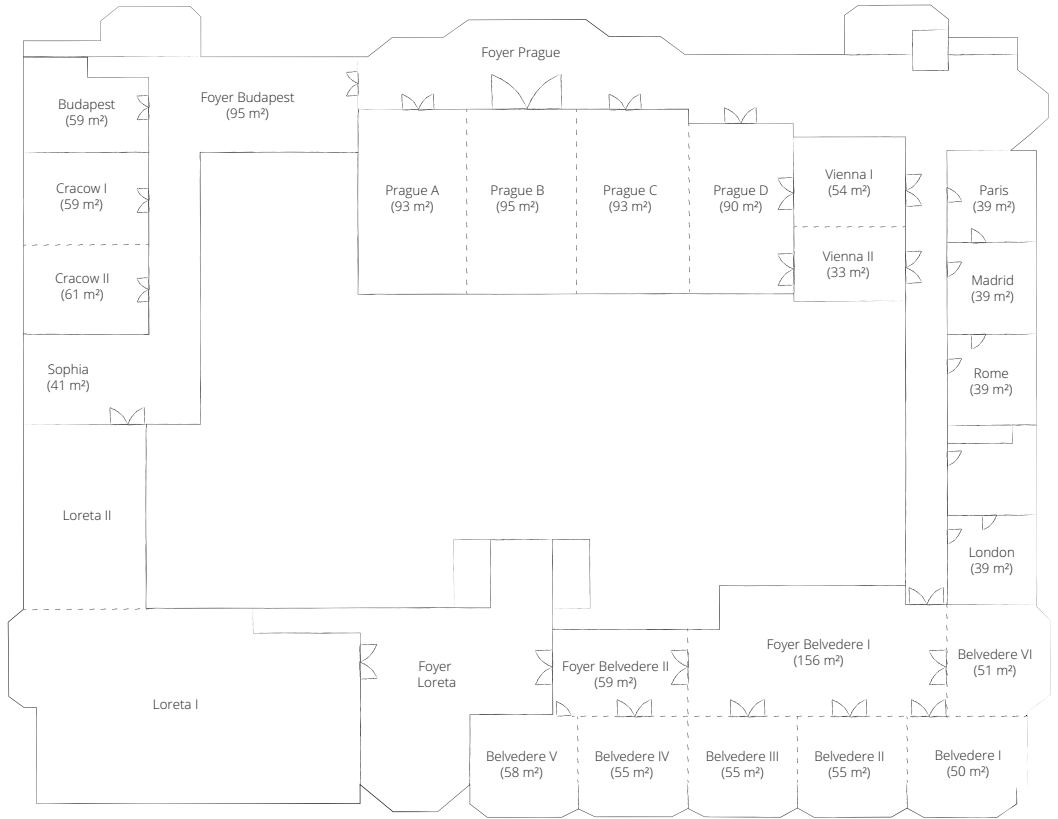 Foyer Prague
Budapest
(59 m²)
Foyer Budapest
(95 m²)
Cracow I
(59 m²)
Prague A
(93 m²)
Prague B
(95 m²)
Prague C
(93 m²)
Prague D
(90 m²)
Vienna I
(54 m²)
Paris
(39 m²)
Cracow II
(61 m²)
Vienna II
(33 m²)
Madrid
(39 m²)
Sophia
(41 m²)
Rome
(39 m²)
Loreta II
London
(39 m²)
Loreta I
Foyer
Loreta
Foyer Belvedere II
(59 m²)
Foyer Belvedere I
(156 m²)
Belvedere VI
(51 m²)
Belvedere V
(58 m²)
Belvedere IV
(55 m²)
Belvedere III
(55 m²)
Belvedere II
(55 m²)
Belvedere I
(50 m²)